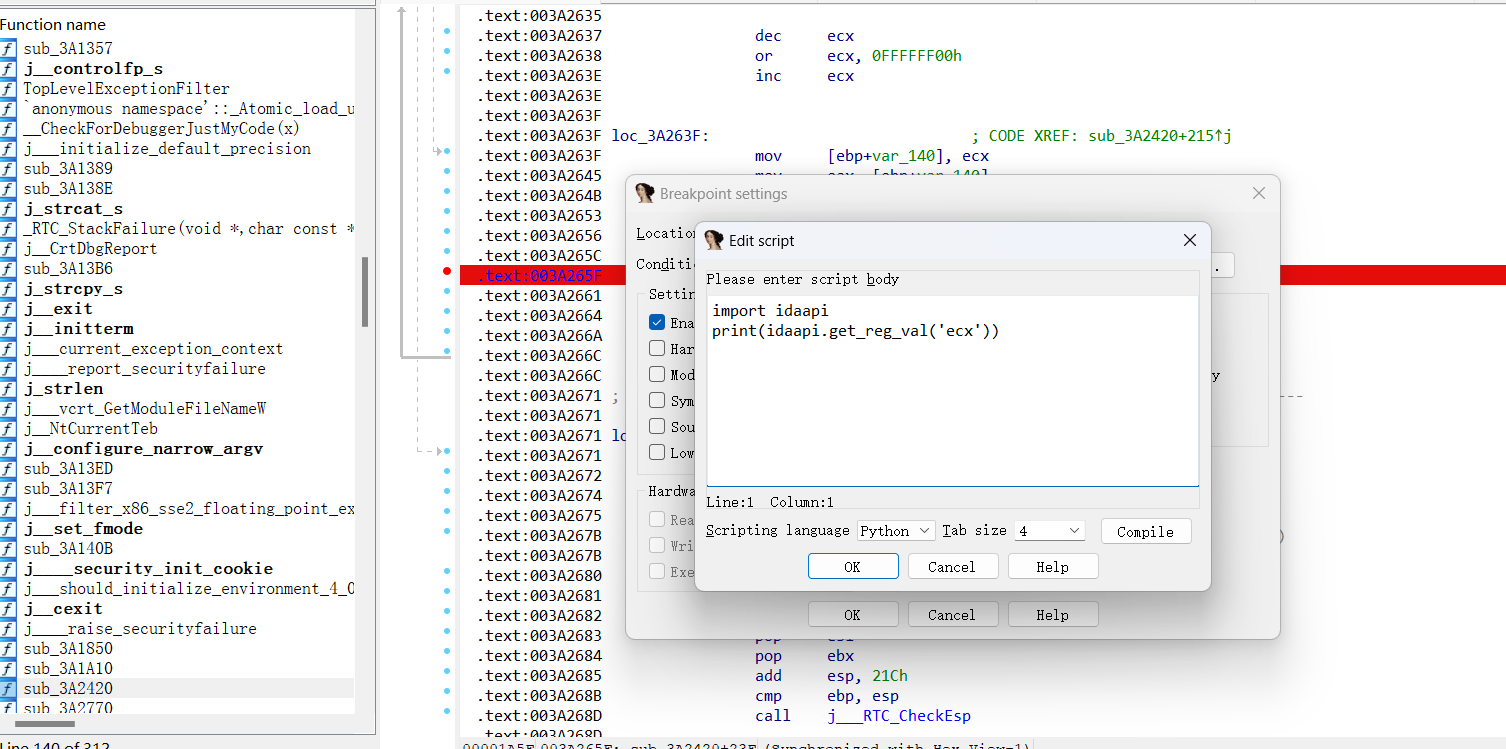 Function name
sub_3A1357
j__controlfp_s
TopLevelExceptionFilter
`anonymous namespace'::_Atomic_load_u
__CheckForDebuggerJustMyCode(x)
j___initialize_default_precision
sub_3A1389
sub_3A138E
j_strcat_s
_RTC_StackFailure(void *,char const *
j__CrtDbgReport
sub_3A13B6
j_strcpy_s
j__exit
j__initterm
j___current_exception_context
j____report_securityfailure
j_strlen
j___vcrt_GetModuleFileNameW
j__NtCurrentTeb
j__configure_narrow_argv
sub_3A13ED
sub_3A13F7
j___filter_x86_sse2_floating_point_ex
j__set_fmode
sub_3A140B
j____security_init_cookie
j___should_initialize_environment_4_0
j__cexit
j____raise_securityfailure
sub_3A1850
sub_3A1A10
sub_3A2420
sub_3A2770
Line 140 of 312
.text:003A2635
.text:003A2637 dec ecx
.text:003A2638 or ecx, 0FFFFFF00h
.text:003A263E inc ecx
.text:003A263E
.text:003A263F
.text:003A263F loc_3A263F: ; CODE XREF: sub_3A2420+215↑j
.text:003A263F mov [ebp+var_140], ecx
.text:003A2645 mov eax, [ebp+var_140]
.text:003A264B
.text:003A2653
.text:003A2656
.text:003A265C
.text:003A265F
.text:003A2661
.text:003A2664
.text:003A266A
.text:003A266C
.text:003A266C
.text:003A2671 ; ---
.text:003A2671
.text:003A2671 lo
.text:003A2671
.text:003A2672
.text:003A2674
.text:003A2675
.text:003A267B )
.text:003A267B
.text:003A2680
.text:003A2681
.text:003A2682
.text:003A2683 pop esi
.text:003A2684 pop ebx
.text:003A2685 add esp, 21Ch
.text:003A268B cmp ebp, esp
.text:003A268D call j___RTC_CheckEsp
.text:003A268D
00001A5F 003A265F: sub_3A2420+23F (Synchronized with Hex View-1)
Breakpoint settings
Location
Conditi
.
Settin
Ena
Har
Mod y
Sym
Sou
Low
Hardwa
Rea
Wri
Exe
OK Cancel Help
Edit script
Please enter script body
import idaapi
print(idaapi.get_reg_val('ecx'))
Line:1 Column:1
Scripting language Python Tab size 4 Compile
OK Cancel Help